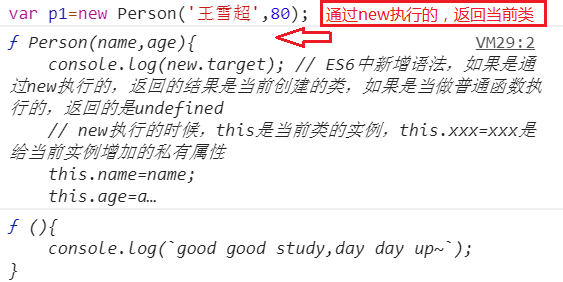 var p1=new Person('王雪超',80); 通过new执行的，返回当前类
ƒ Person(name,age){ VM29:2
console.log(new.target); // ES6中新增语法，如果是通
过new执行的，返回的结果是当前创建的类，如果是当做普通函数执
行的，返回的是undefined
// new执行的时候，this是当前类的实例，this.xxx=xxx是
给当前实例增加的私有属性
this.name=name;
this.age=a…
ƒ (){
console.log(`good good study,day day up~`);
}